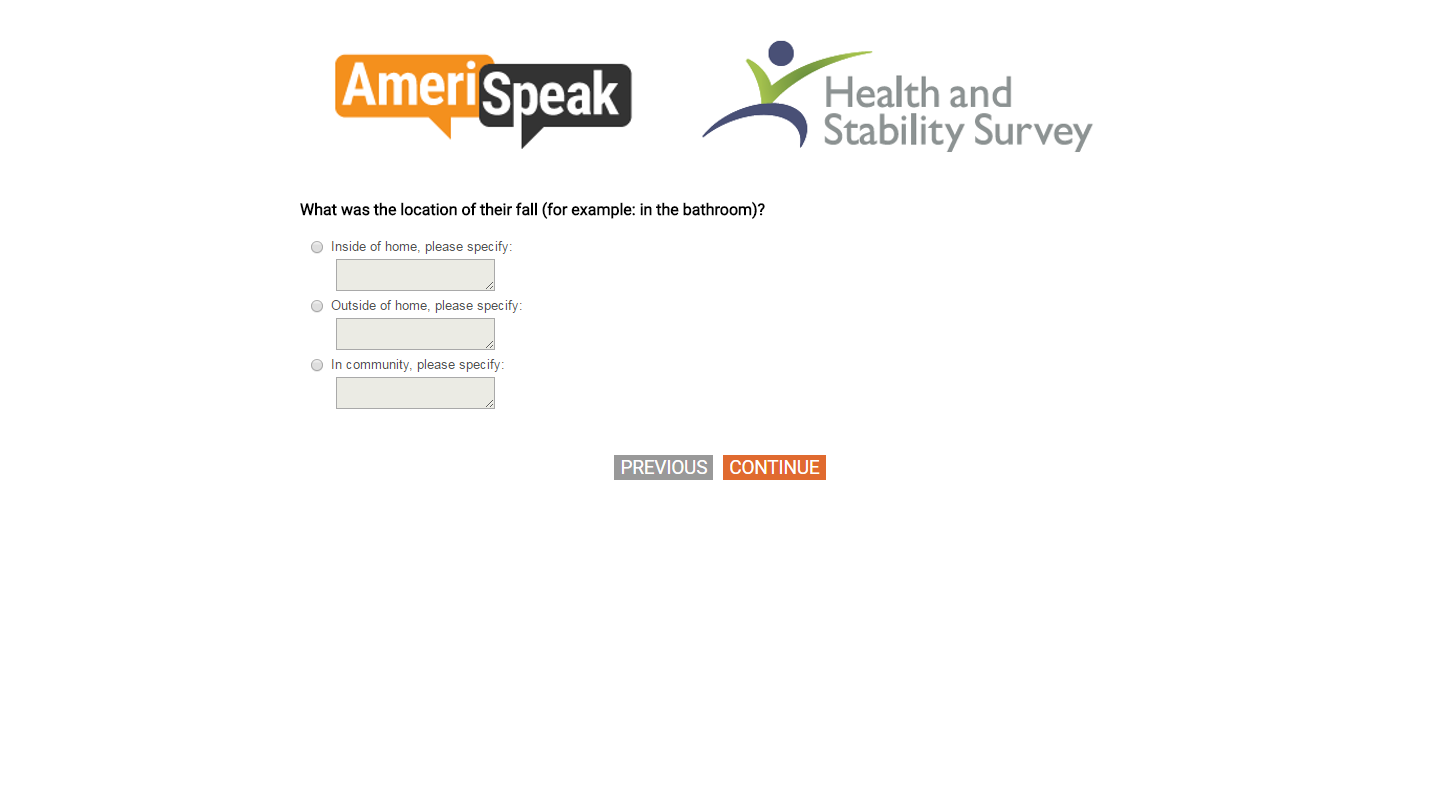 AmeriSpeak
Health and
Stability Survey
What was the location of their fall (for example: in the bathroom)?
Inside of home, please specify:
Outside of home, please specify:
In community, please specify:
PREVIOUS CONTINUE